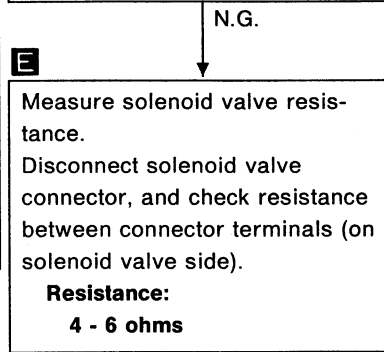 N.G.
E
Measure solenoid valve resis-
tance.
Disconnect solenoid valve
connector, and check resistance
between connector terminals (on
solenoid valve side).
Resistance:
4 - 6 ohms